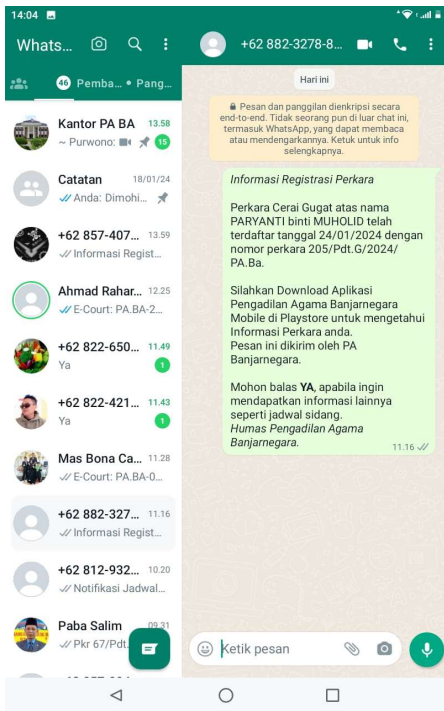 14:04
Whats...
46 Pemba... • Pang...
Kantor PA BA 13.58
~ Purwono: 15
Catatan 18/01/24
Anda: Dimohi...
+62 857-407... 13.59
Informasi Regist...
Ahmad Rahar... 12.25
E-Court: PA.BA-2...
+62 822-650... 11.49
Ya 1
+62 822-421... 11.43
Ya 1
Mas Bona Ca... 11.28
E-Court: PA.BA-0...
+62 882-327... 11.16
Informasi Regist...
+62 812-932... 10.20
Notifikasi Jadwal...
Paba Salim 09.31
Pkr 67/Pdt.
+62 882-3278-8...
Hari ini
Pesan dan panggilan dienkripsi secara
end-to-end. Tidak seorang pun di luar chat ini,
termasuk WhatsApp, yang dapat membaca
atau mendengarkannya. Ketuk untuk info
selengkapnya.
Informasi Registrasi Perkara
Perkara Cerai Gugat atas nama
PARYANTI binti MUHOLID telah
terdaftar tanggal 24/01/2024 dengan
nomor perkara 205/Pdt.G/2024/
PA.Ba.
Silahkan Download Aplikasi
Pengadilan Agama Banjarnegara
Mobile di Playstore untuk mengetahui
Informasi Perkara anda.
Pesan ini dikirim oleh PA
Banjarnegara.
Mohon balas YA, apabila ingin
mendapatkan informasi lainnya
seperti jadwal sidang.
Humas Pengadilan Agama
Banjarnegara.
11.16
Ketik pesan